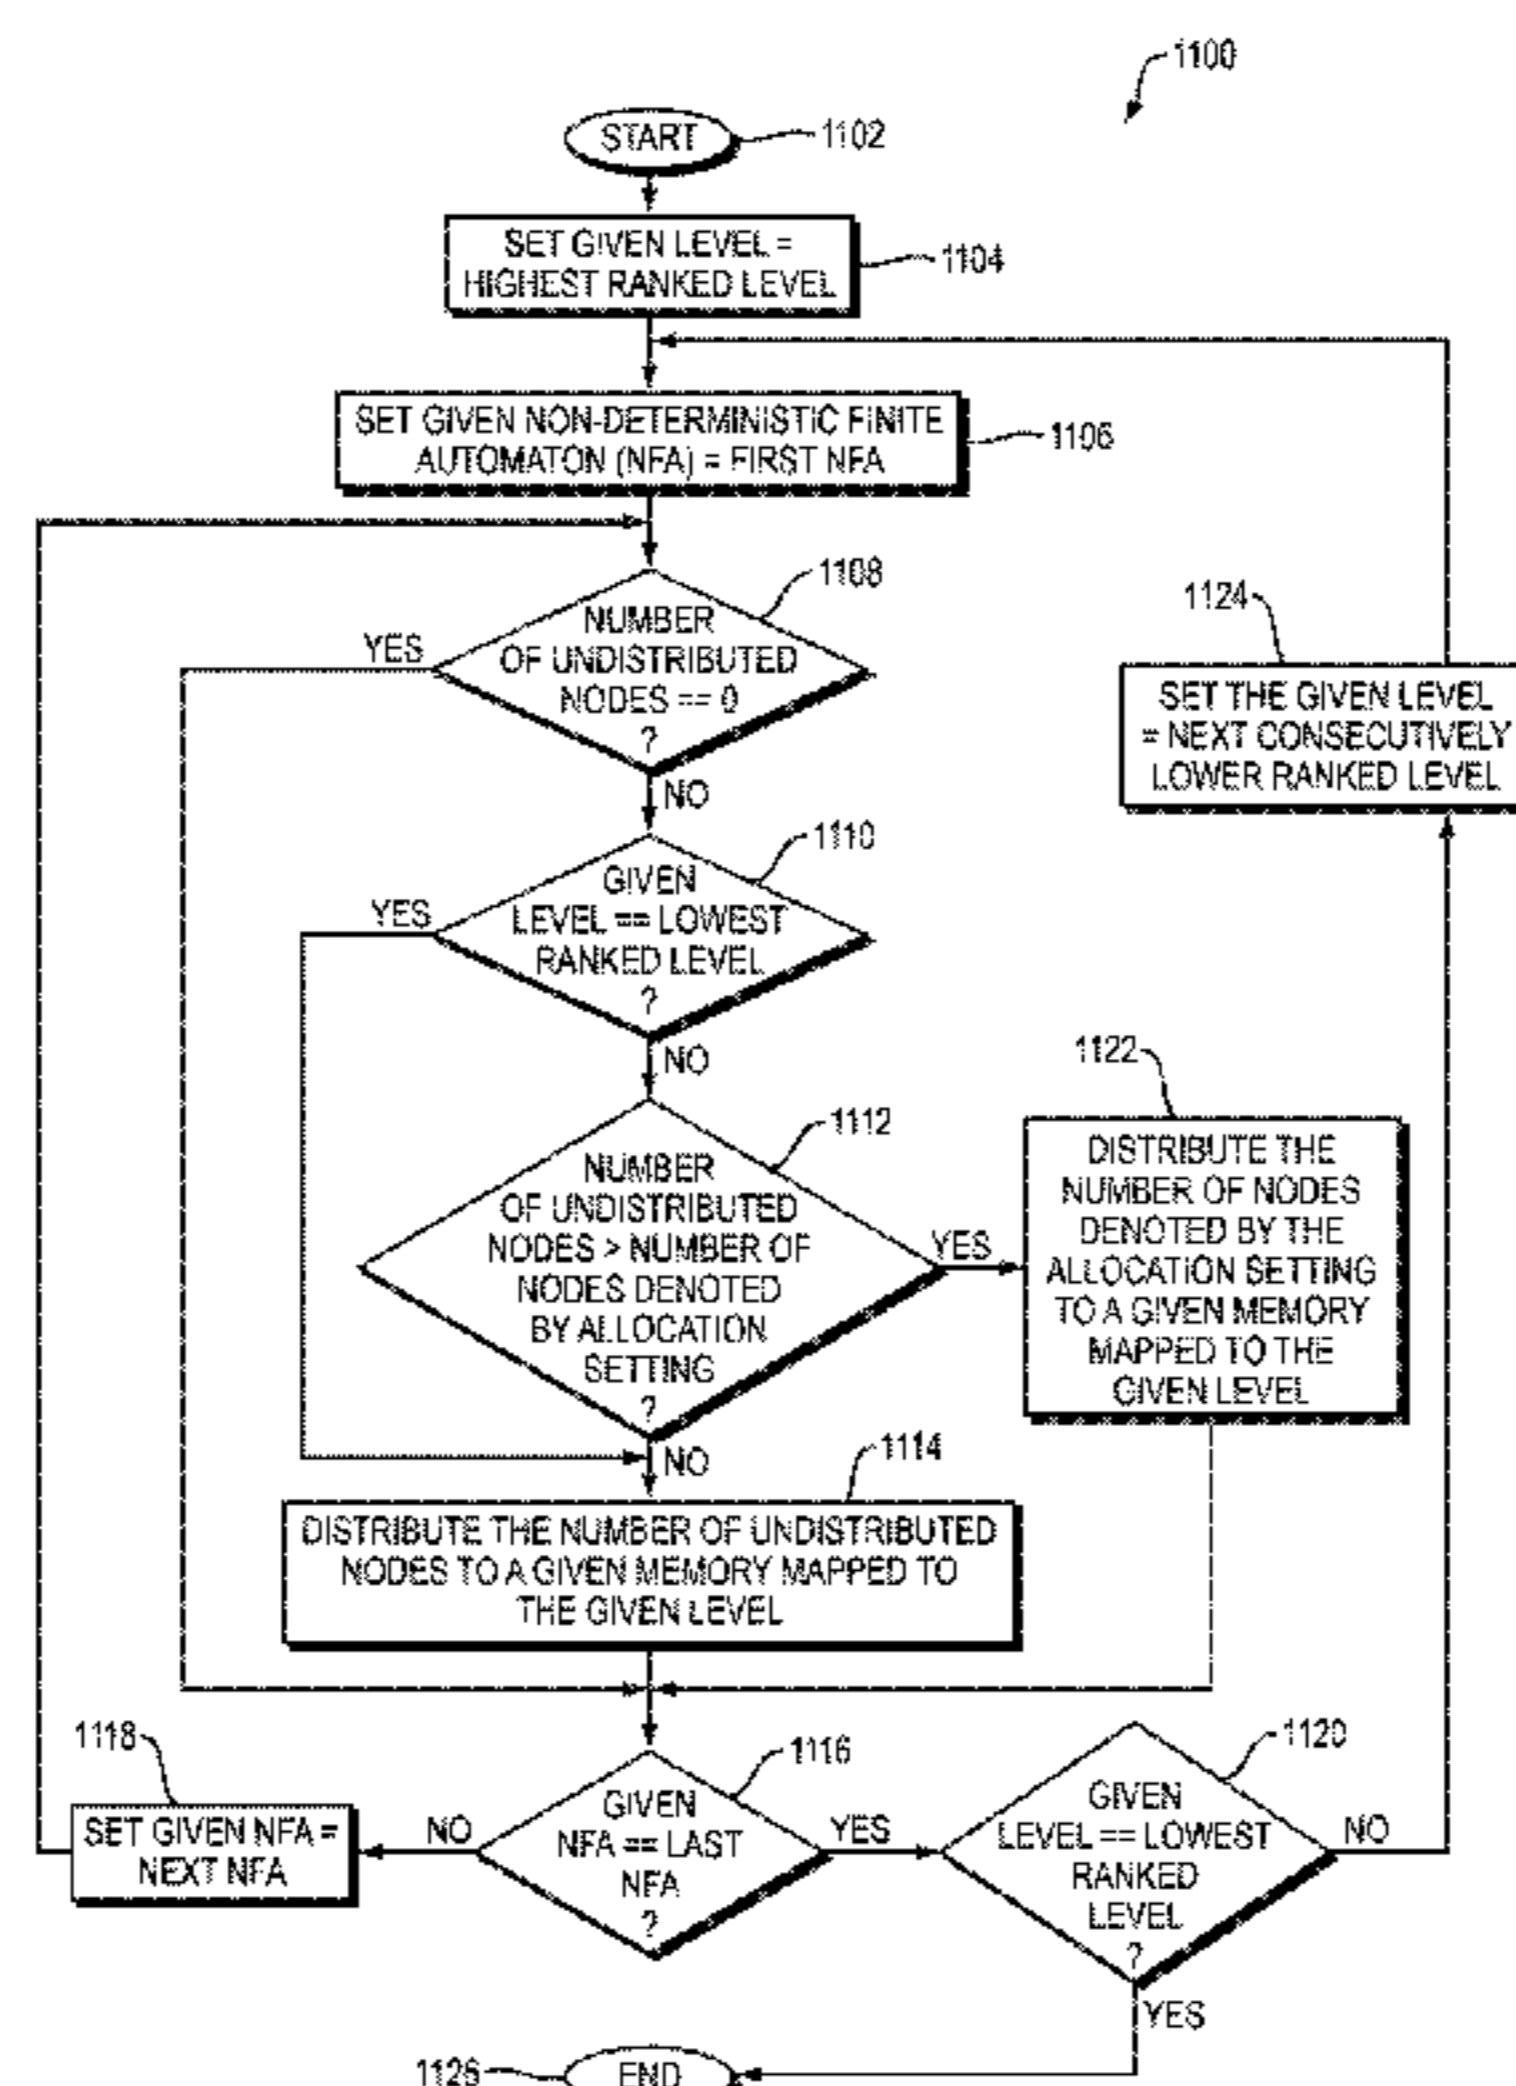 1100
START
1102
SET GIVEN LEVEL =
HIGHEST RANKED LEVEL
1104
SET GIVEN NON-DETERMINISTIC FINITE
AUTOMATON (NFA) = FIRST NFA
1106
1108
NUMBER
OF UNDISTRIBUTED
NODES == 0
?
YES
NO
1124
SET THE GIVEN LEVEL
= NEXT CONSECUTIVELY
LOWER RANKED LEVEL
1110
GIVEN
LEVEL == LOWEST
RANKED LEVEL
?
YES
NO
1112
NUMBER
OF UNDISTRIBUTED
NODES > NUMBER OF
NODES DENOTED
BY ALLOCATION
SETTING
?
YES
NO
1122
DISTRIBUTE THE
NUMBER OF NODES
DENOTED BY THE
ALLOCATION SETTING
TO A GIVEN MEMORY
MAPPED TO THE
GIVEN LEVEL
1114
DISTRIBUTE THE NUMBER OF UNDISTRIBUTED
NODES TO A GIVEN MEMORY MAPPED TO
THE GIVEN LEVEL
1118
SET GIVEN NFA =
NEXT NFA
NO
1116
GIVEN
NFA == LAST
NFA
?
YES
1120
GIVEN
LEVEL == LOWEST
RANKED
LEVEL
?
NO
YES
1126
END